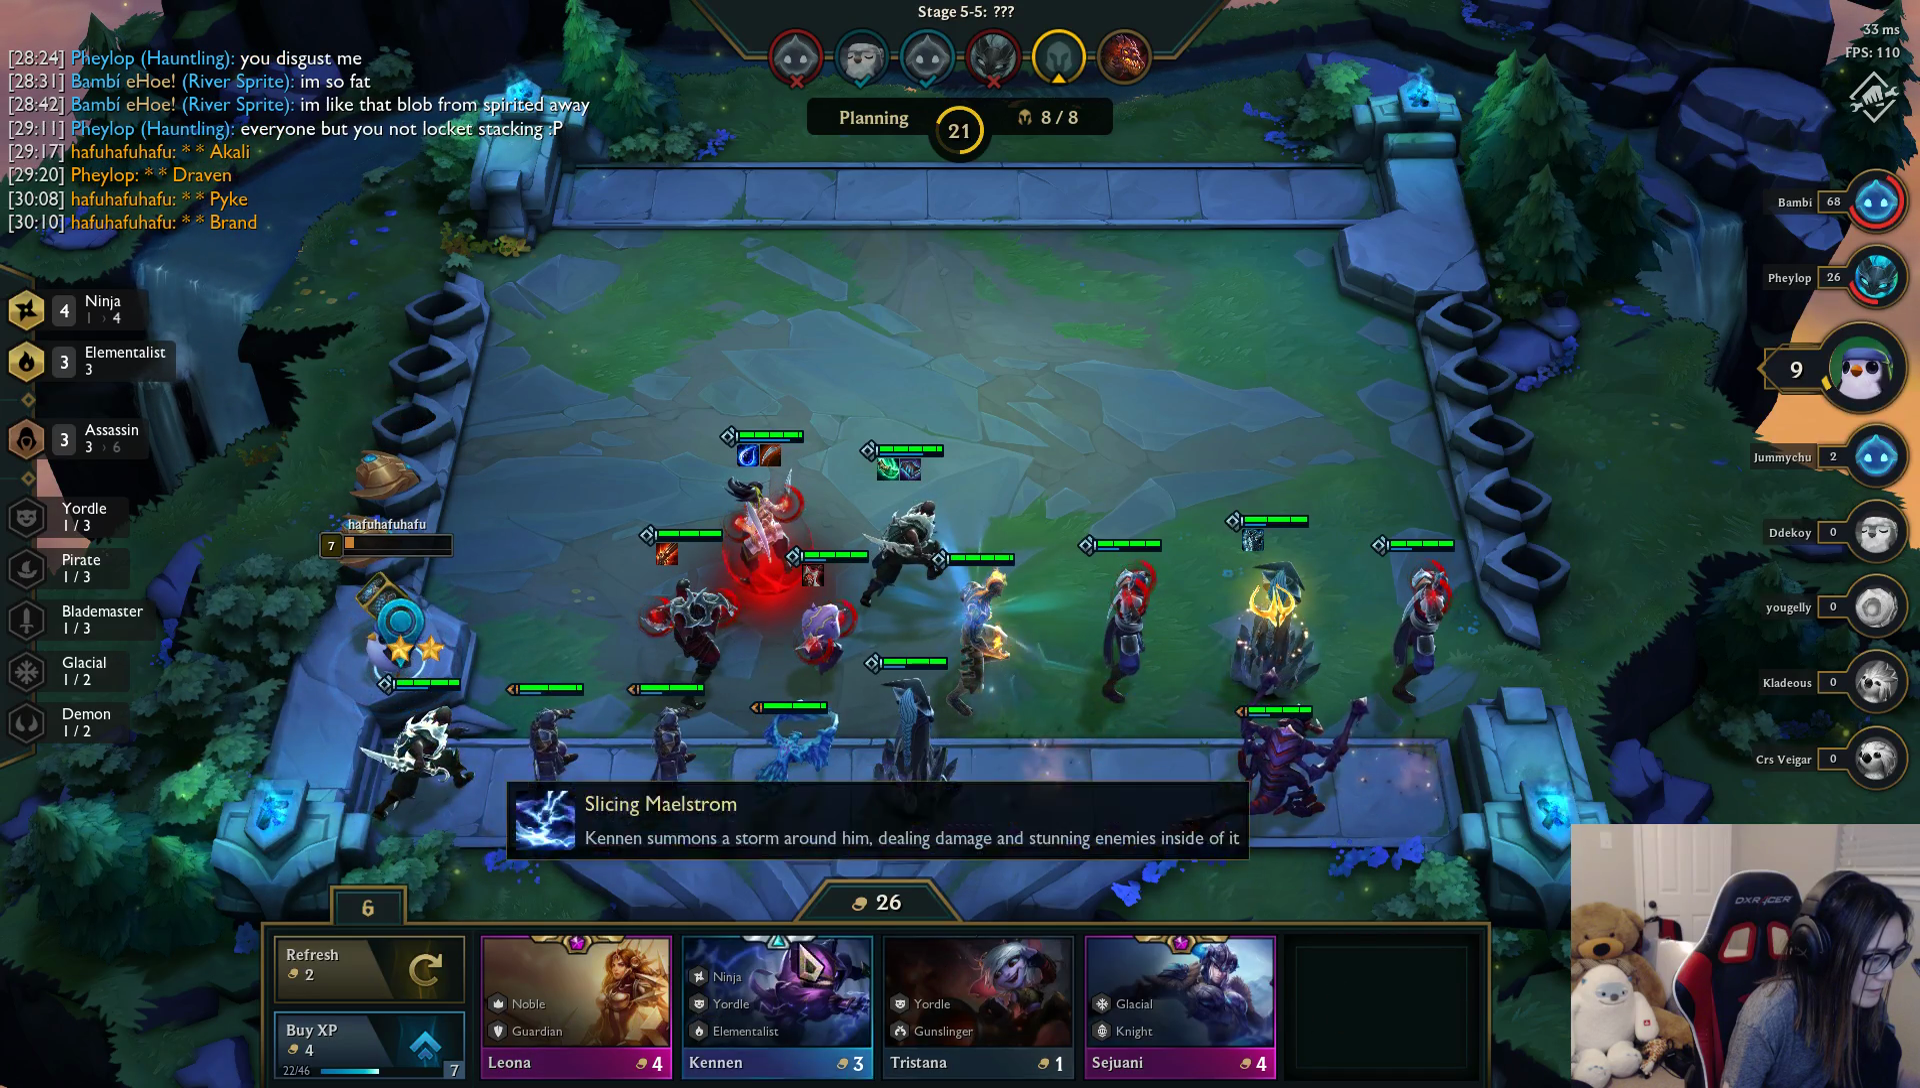 Stage 5-5: ???
33 ms
FPS: 110
[28:24] Pheylop (Hauntling): you disgust me
[28:31] Bambí eHoe! (River Sprite): im so fat
[28:42] Bambí eHoe! (River Sprite): im like that blob from spirited away
[29:11] Pheylop (Hauntling): everyone but you not locket stacking :P
[29:17] hafuhafuhafu: * * Akali
[29:20] Pheylop: * * Draven
[30:08] hafuhafuhafu: * * Pyke
[30:10] hafuhafuhafu: * * Brand
Planning
21
8 / 8
Bambí 68
Pheylop 26
9
Jummychu 2
Ddekoy 0
yougelly 0
Kladeous 0
Crs Veigar 0
4 Ninja
1 › 4
3 Elementalist
3
3 Assassin
3 › 6
Yordle
1 / 3
Pirate
1 / 3
Blademaster
1 / 3
Glacial
1 / 2
Demon
1 / 2
hafuhafuhafu
7
Slicing Maelstrom
Kennen summons a storm around him, dealing damage and stunning enemies inside of it
6
26
Refresh
2
Buy XP
4
22/46
7
Noble
Guardian
Leona 4
Ninja
Yordle
Elementalist
Kennen 3
Yordle
Gunslinger
Tristana 1
Glacial
Knight
Sejuani 4
DXRACER